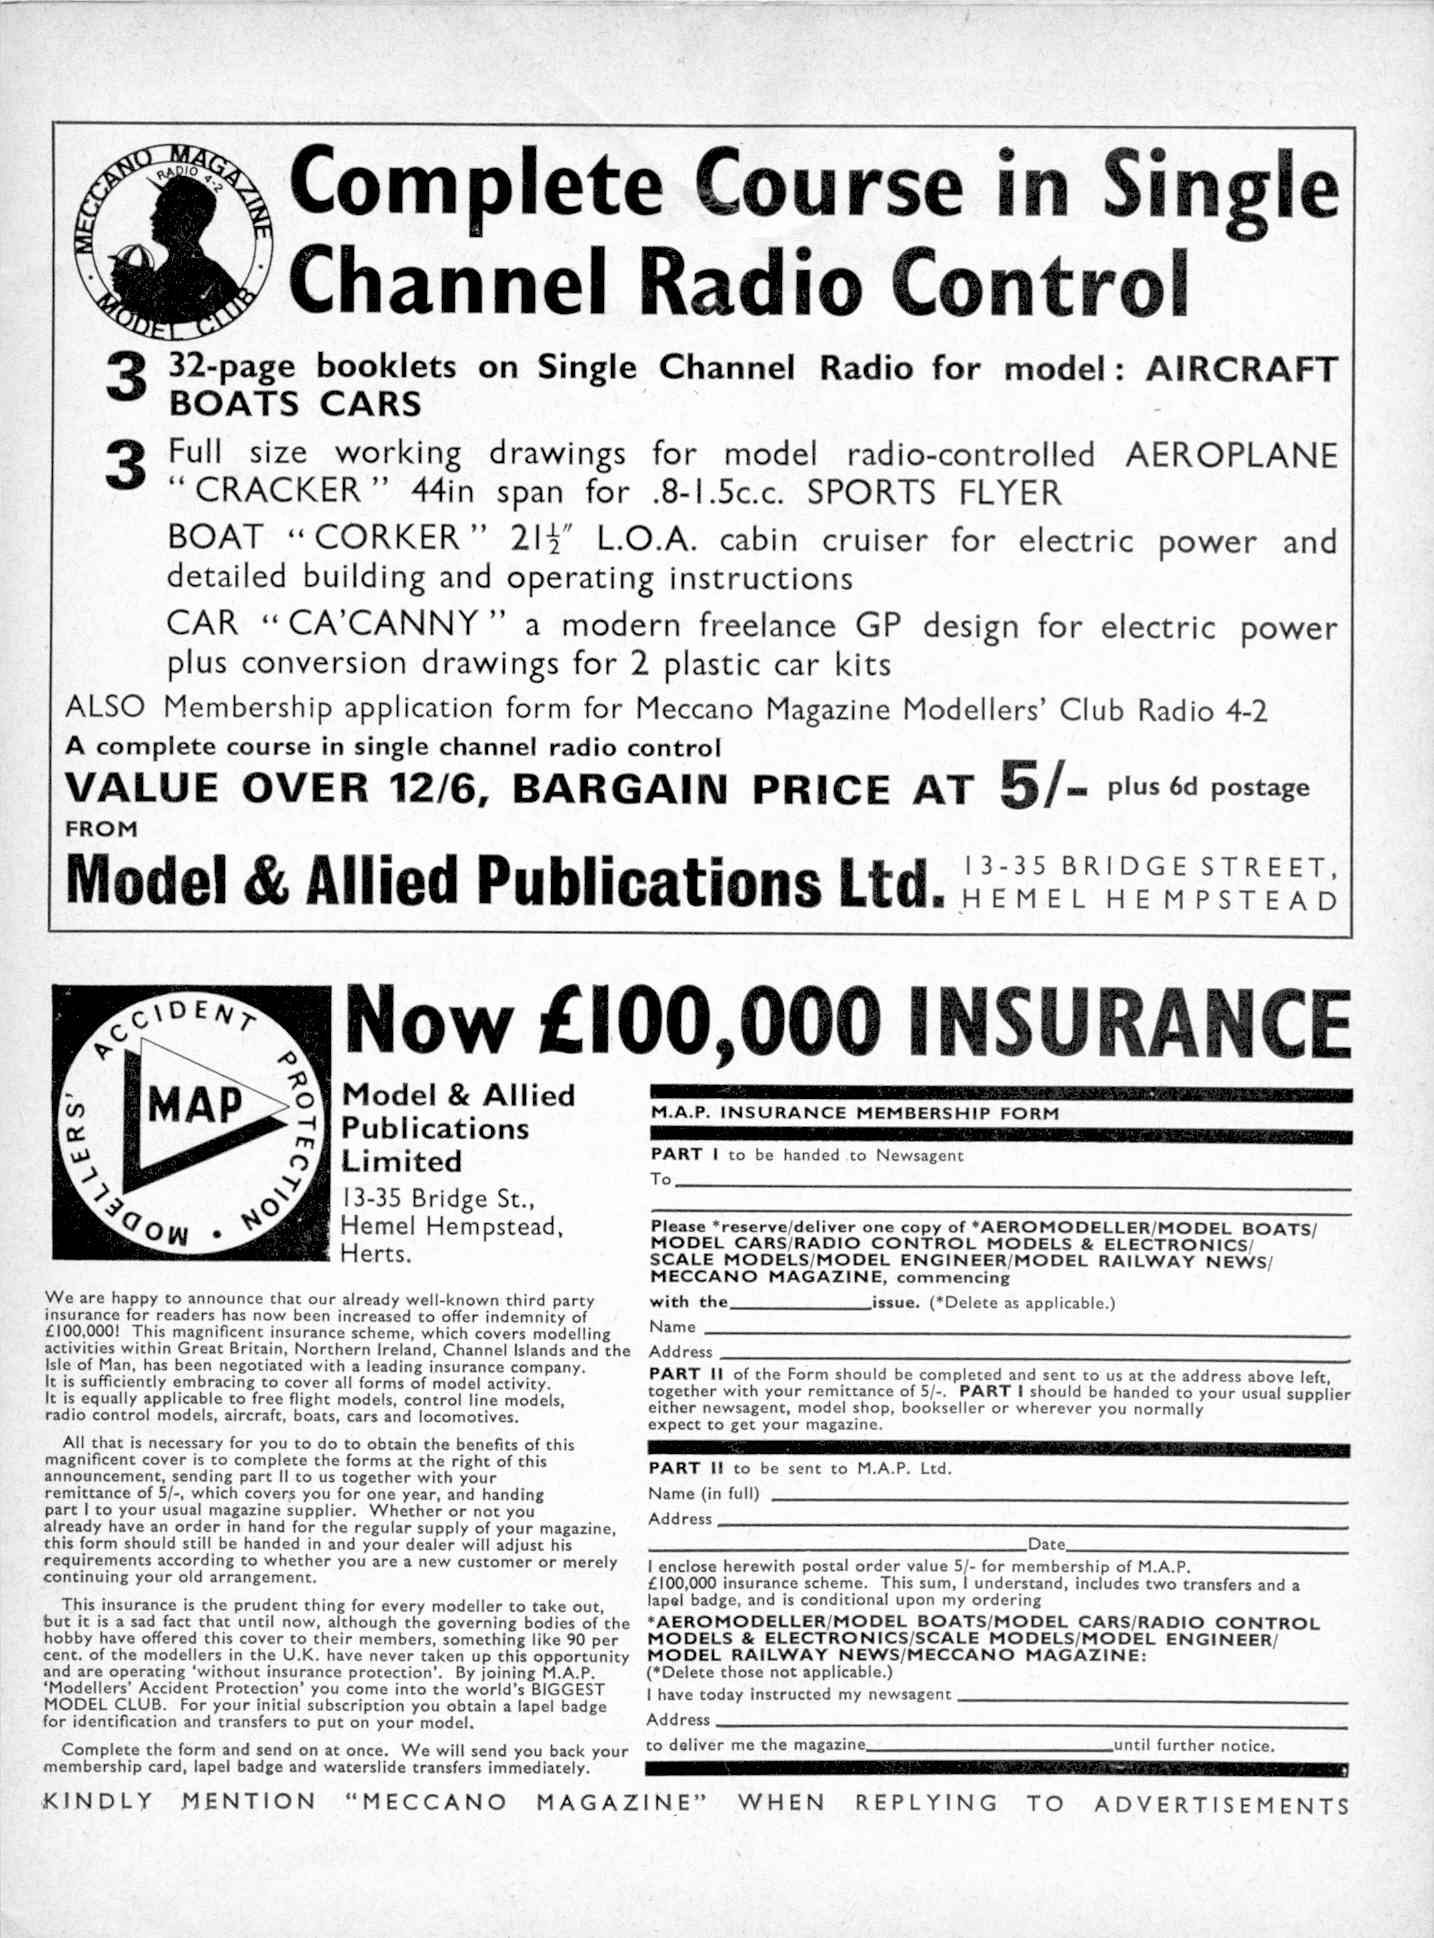 MECCANO MAGAZINE
RADIO 4-2
· MODEL CLUB ·
Complete Course in Single
Channel Radio Control
3 32-page booklets on Single Channel Radio for model: AIRCRAFT
BOATS CARS
3 Full size working drawings for model radio-controlled AEROPLANE
“CRACKER” 44in span for .8-1.5c.c. SPORTS FLYER
BOAT “CORKER” 21½″ L.O.A. cabin cruiser for electric power and
detailed building and operating instructions
CAR “CA'CANNY” a modern freelance GP design for electric power
plus conversion drawings for 2 plastic car kits
ALSO Membership application form for Meccano Magazine Modellers' Club Radio 4-2
A complete course in single channel radio control
VALUE OVER 12/6, BARGAIN PRICE AT 5/- plus 6d postage
FROM
Model & Allied Publications Ltd. 13-35 BRIDGE STREET,
HEMEL HEMPSTEAD
MODELLERS' ACCIDENT PROTECTION ·
MAP
Now £100,000 INSURANCE
Model & Allied
Publications
Limited
13-35 Bridge St.,
Hemel Hempstead,
Herts.
We are happy to announce that our already well-known third party
insurance for readers has now been increased to offer indemnity of
£100,000! This magnificent insurance scheme, which covers modelling
activities within Great Britain, Northern Ireland, Channel Islands and the
Isle of Man, has been negotiated with a leading insurance company.
It is sufficiently embracing to cover all forms of model activity.
It is equally applicable to free flight models, control line models,
radio control models, aircraft, boats, cars and locomotives.
All that is necessary for you to do to obtain the benefits of this
magnificent cover is to complete the forms at the right of this
announcement, sending part II to us together with your
remittance of 5/-, which covers you for one year, and handing
part I to your usual magazine supplier. Whether or not you
already have an order in hand for the regular supply of your magazine,
this form should still be handed in and your dealer will adjust his
requirements according to whether you are a new customer or merely
continuing your old arrangement.
This insurance is the prudent thing for every modeller to take out,
but it is a sad fact that until now, although the governing bodies of the
hobby have offered this cover to their members, something like 90 per
cent. of the modellers in the U.K. have never taken up this opportunity
and are operating ‘without insurance protection’. By joining M.A.P.
‘Modellers’ Accident Protection’ you come into the world's BIGGEST
MODEL CLUB. For your initial subscription you obtain a lapel badge
for identification and transfers to put on your model.
Complete the form and send on at once. We will send you back your
membership card, lapel badge and waterslide transfers immediately.
M.A.P. INSURANCE MEMBERSHIP FORM
PART I to be handed to Newsagent
To
Please *reserve/deliver one copy of *AEROMODELLER/MODEL BOATS/
MODEL CARS/RADIO CONTROL MODELS & ELECTRONICS/
SCALE MODELS/MODEL ENGINEER/MODEL RAILWAY NEWS/
MECCANO MAGAZINE, commencing
with the issue. (*Delete as applicable.)
Name
Address
PART II of the Form should be completed and sent to us at the address above left,
together with your remittance of 5/-. PART I should be handed to your usual supplier
either newsagent, model shop, bookseller or wherever you normally
expect to get your magazine.
PART II to be sent to M.A.P. Ltd.
Name (in full)
Address
Date
I enclose herewith postal order value 5/- for membership of M.A.P.
£100,000 insurance scheme. This sum, I understand, includes two transfers and a
lapel badge, and is conditional upon my ordering
*AEROMODELLER/MODEL BOATS/MODEL CARS/RADIO CONTROL
MODELS & ELECTRONICS/SCALE MODELS/MODEL ENGINEER/
MODEL RAILWAY NEWS/MECCANO MAGAZINE:
(*Delete those not applicable.)
I have today instructed my newsagent
Address
to deliver me the magazine until further notice.
KINDLY MENTION “MECCANO MAGAZINE” WHEN REPLYING TO ADVERTISEMENTS